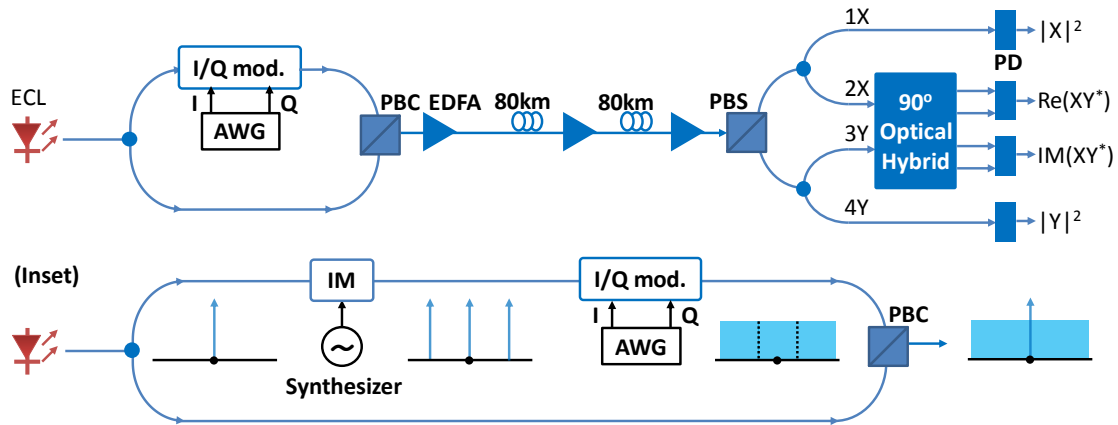 1X
|X|²
I/Q mod.
PD
ECL
I
Q
PBC
EDFA
80km
80km
PBS
2X
90º
Re(XY*)
AWG
3Y
Optical
Hybrid
IM(XY*)
4Y
|Y|²
(Inset)
IM
I/Q mod.
I
Q
PBC
AWG
~
Synthesizer